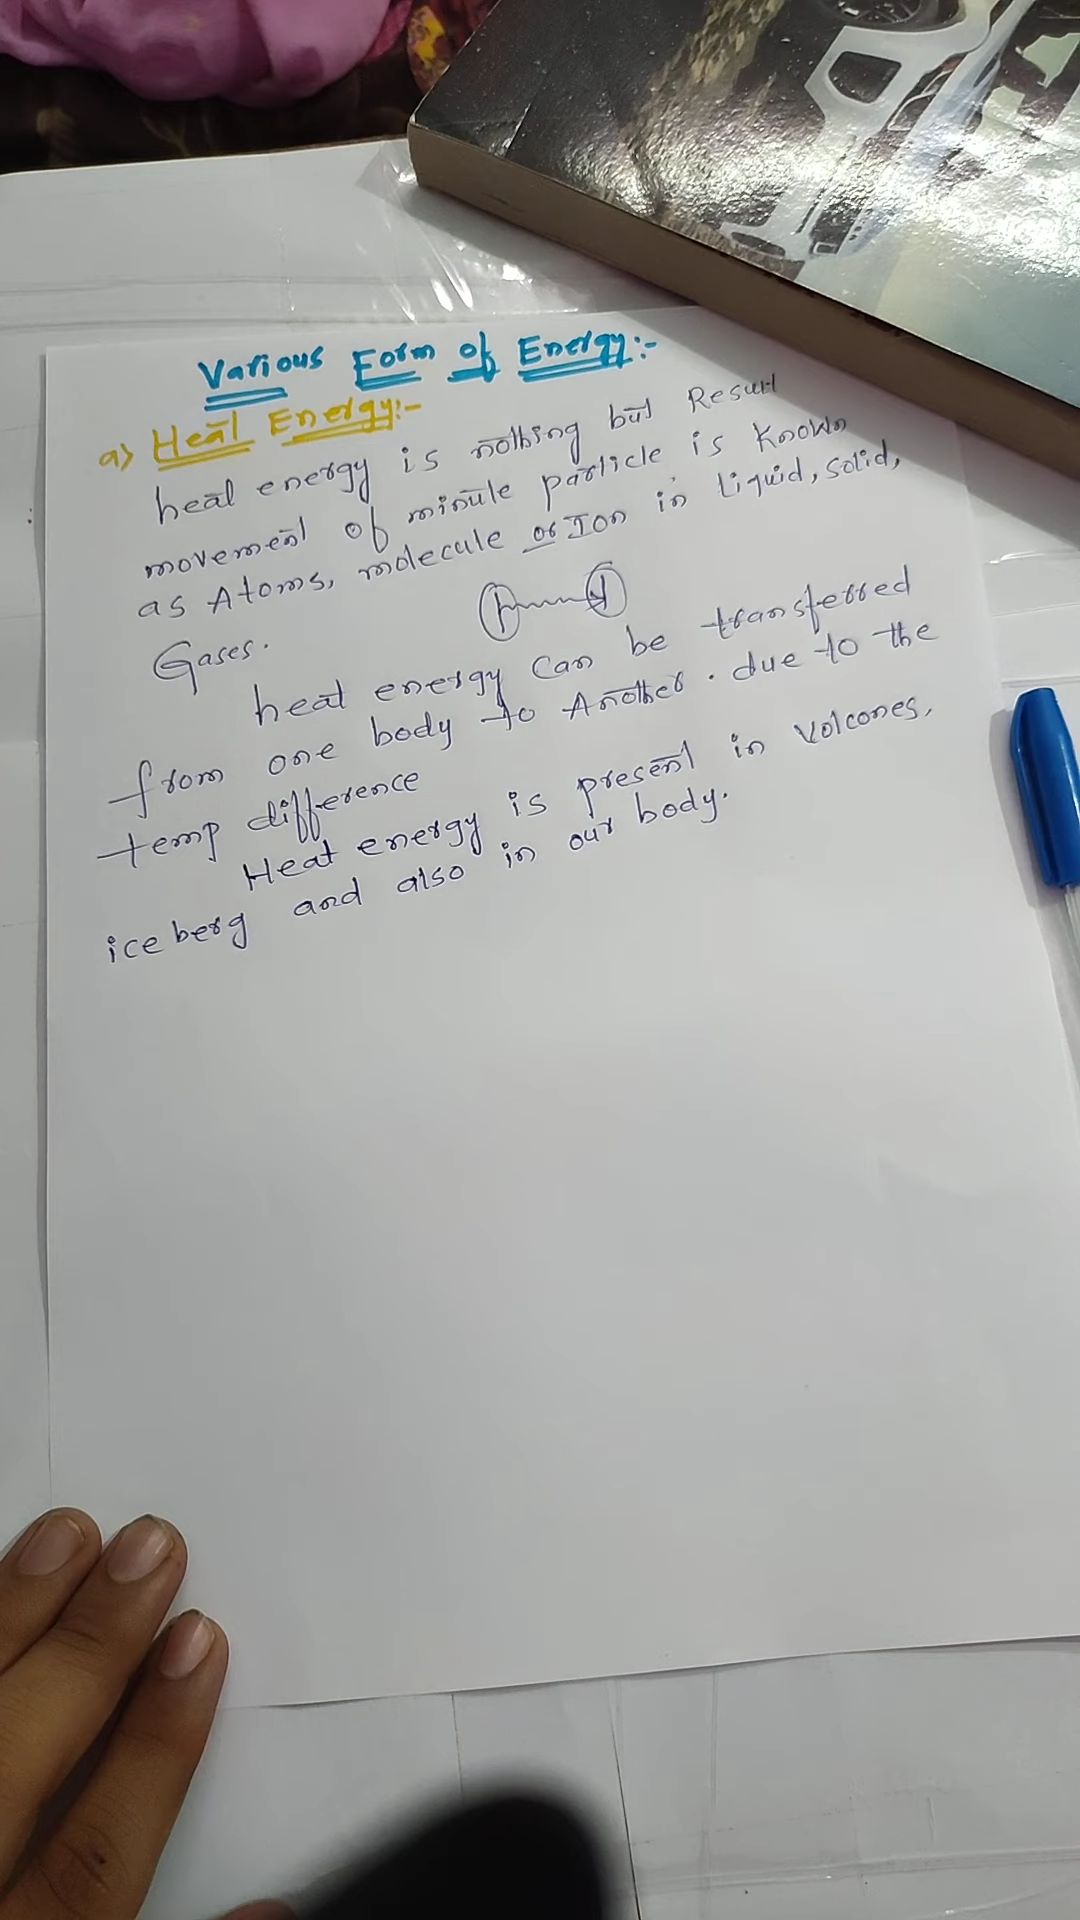 Various Form of Energy:-
a) Heat Energy:-
heat energy is nothing but Result
movement of minute particle is Known
as Atoms, molecule or Ion in Liquid, Solid,
Gases.
heat energy can be transferred
from one body to Another . due to the
temp difference
Heat energy is present in Volcones,
ice berg and also in our body.